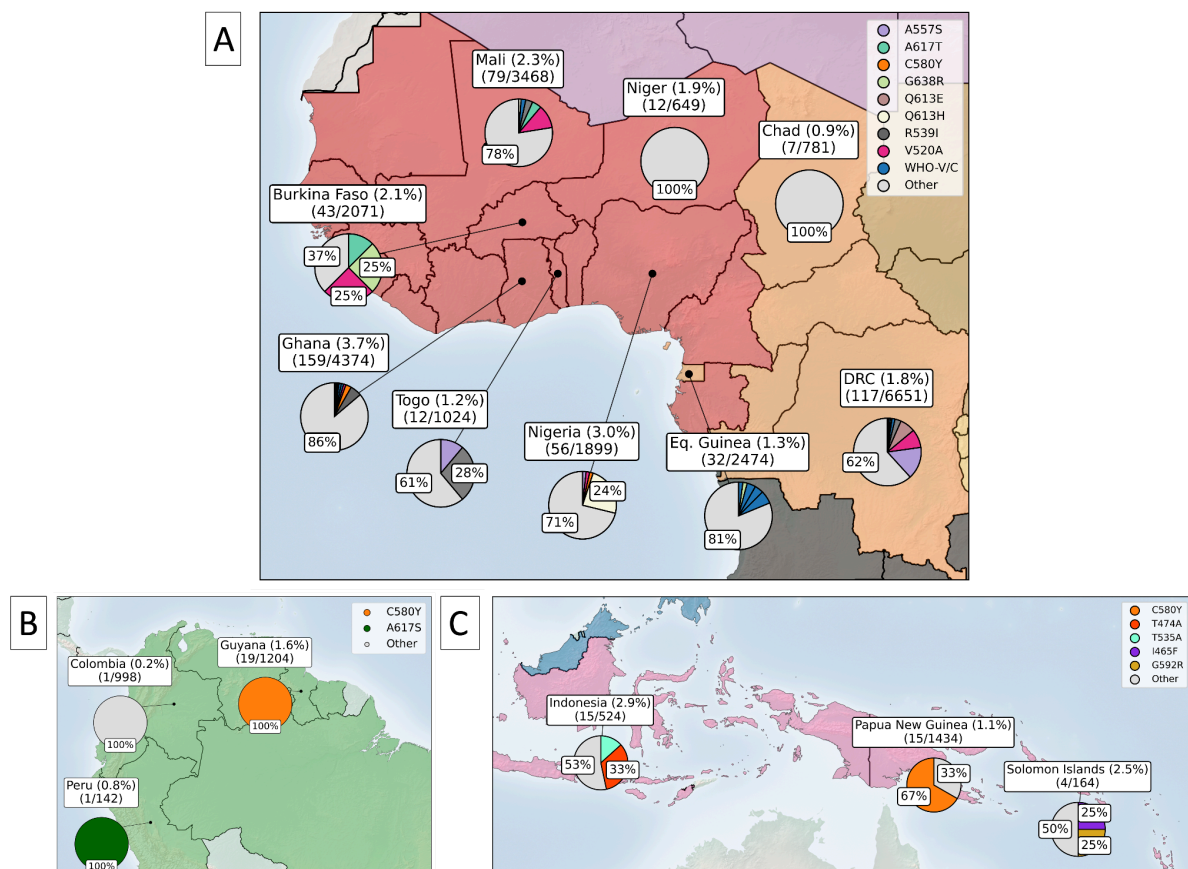 A
Mali (2.3%)
79/3468
78%
Niger (1.9%)
(12/649)
100%
Chad (0.9%)
(7/781)
100%
A557S
A617T
C580Y
G638R
Q613E
Q613H
R539I
V520A
WHO-V/C
Other
Burkina Faso (2.1%)
(43/2071)
37%
25%
25%
Ghana (3.7%)
(159/4374)
86%
Togo (1.2%)
(12/1024)
61%
28%
Nigeria (3.0%)
(56/1899)
24%
71%
Eq. Guinea (1.3%)
(32/2474)
81%
DRC (1.8%)
(117/6651)
62%
B
C580Y
A617S
Other
Colombia (0.2%)
(1/998)
100%
Guyana (1.6%)
(19/1204)
100%
Peru (0.8%)
(1/142)
100%
C
C580Y
T474A
T535A
I465F
G592R
Other
Indonesia (2.9%)
(15/524)
53%
33%
Papua New Guinea (1.1%)
(15/1434)
33%
67%
Solomon Islands (2.5%)
(4/164)
25%
50%
25%